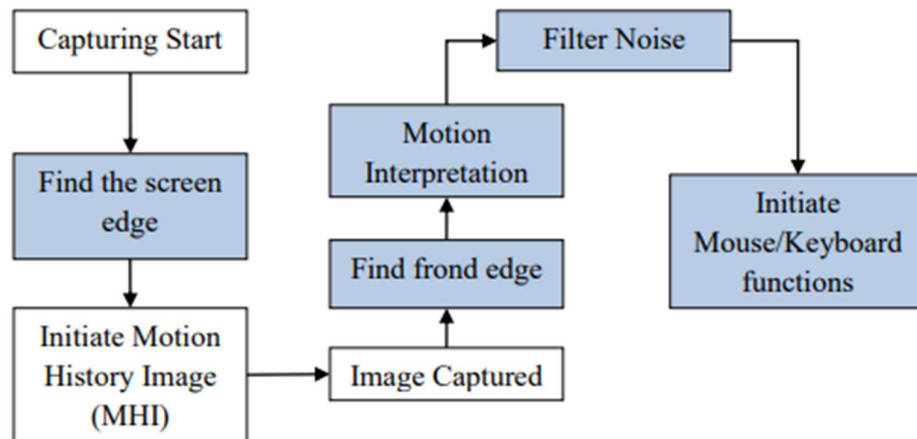 Capturing Start
Find the screen
edge
Initiate Motion
History Image
(MHI)
Image Captured
Find frond edge
Motion
Interpretation
Filter Noise
Initiate
Mouse/Keyboard
functions